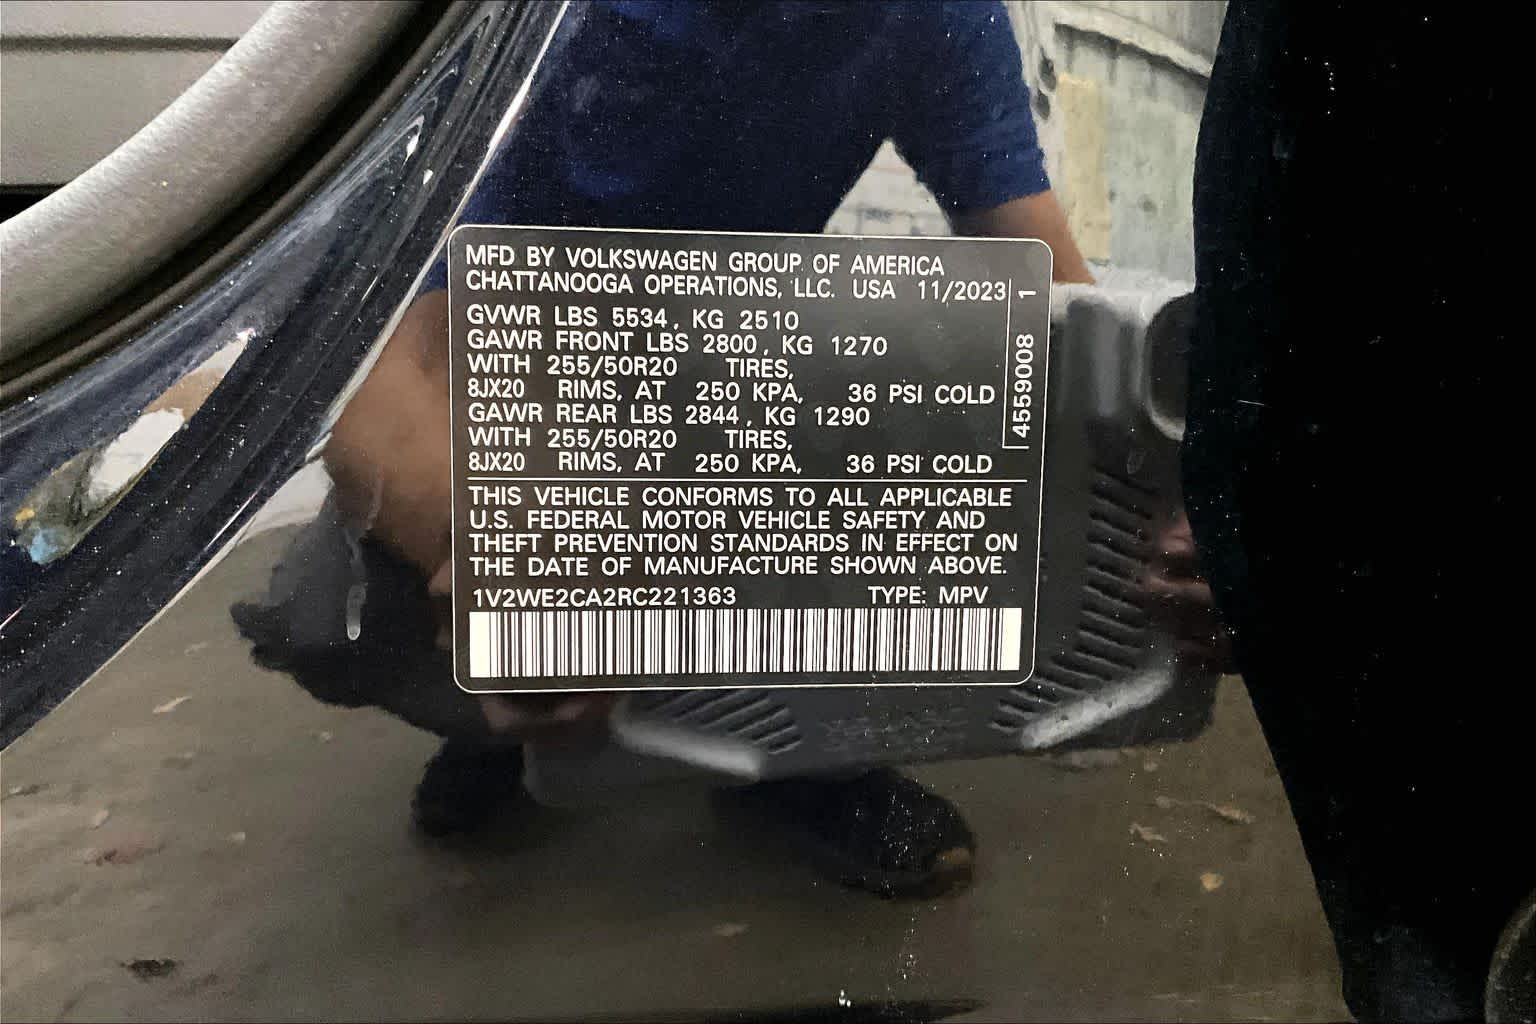 MFD BY VOLKSWAGEN GROUP OF AMERICA
CHATTANOOGA OPERATIONS, LLC. USA 11/2023
GVWR LBS 5534, KG 2510
GAWR FRONT LBS 2800, KG 1270
WITH 255/50R20 TIRES,
8JX20 RIMS, AT 250 KPA, 36 PSI COLD
GAWR REAR LBS 2844, KG 1290
WITH 255/50R20 TIRES,
8JX20 RIMS, AT 250 KPA, 36 PSI COLD
4559008 1
THIS VEHICLE CONFORMS TO ALL APPLICABLE
U.S. FEDERAL MOTOR VEHICLE SAFETY AND
THEFT PREVENTION STANDARDS IN EFFECT ON
THE DATE OF MANUFACTURE SHOWN ABOVE.
1V2WE2CA2RC221363 TYPE: MPV